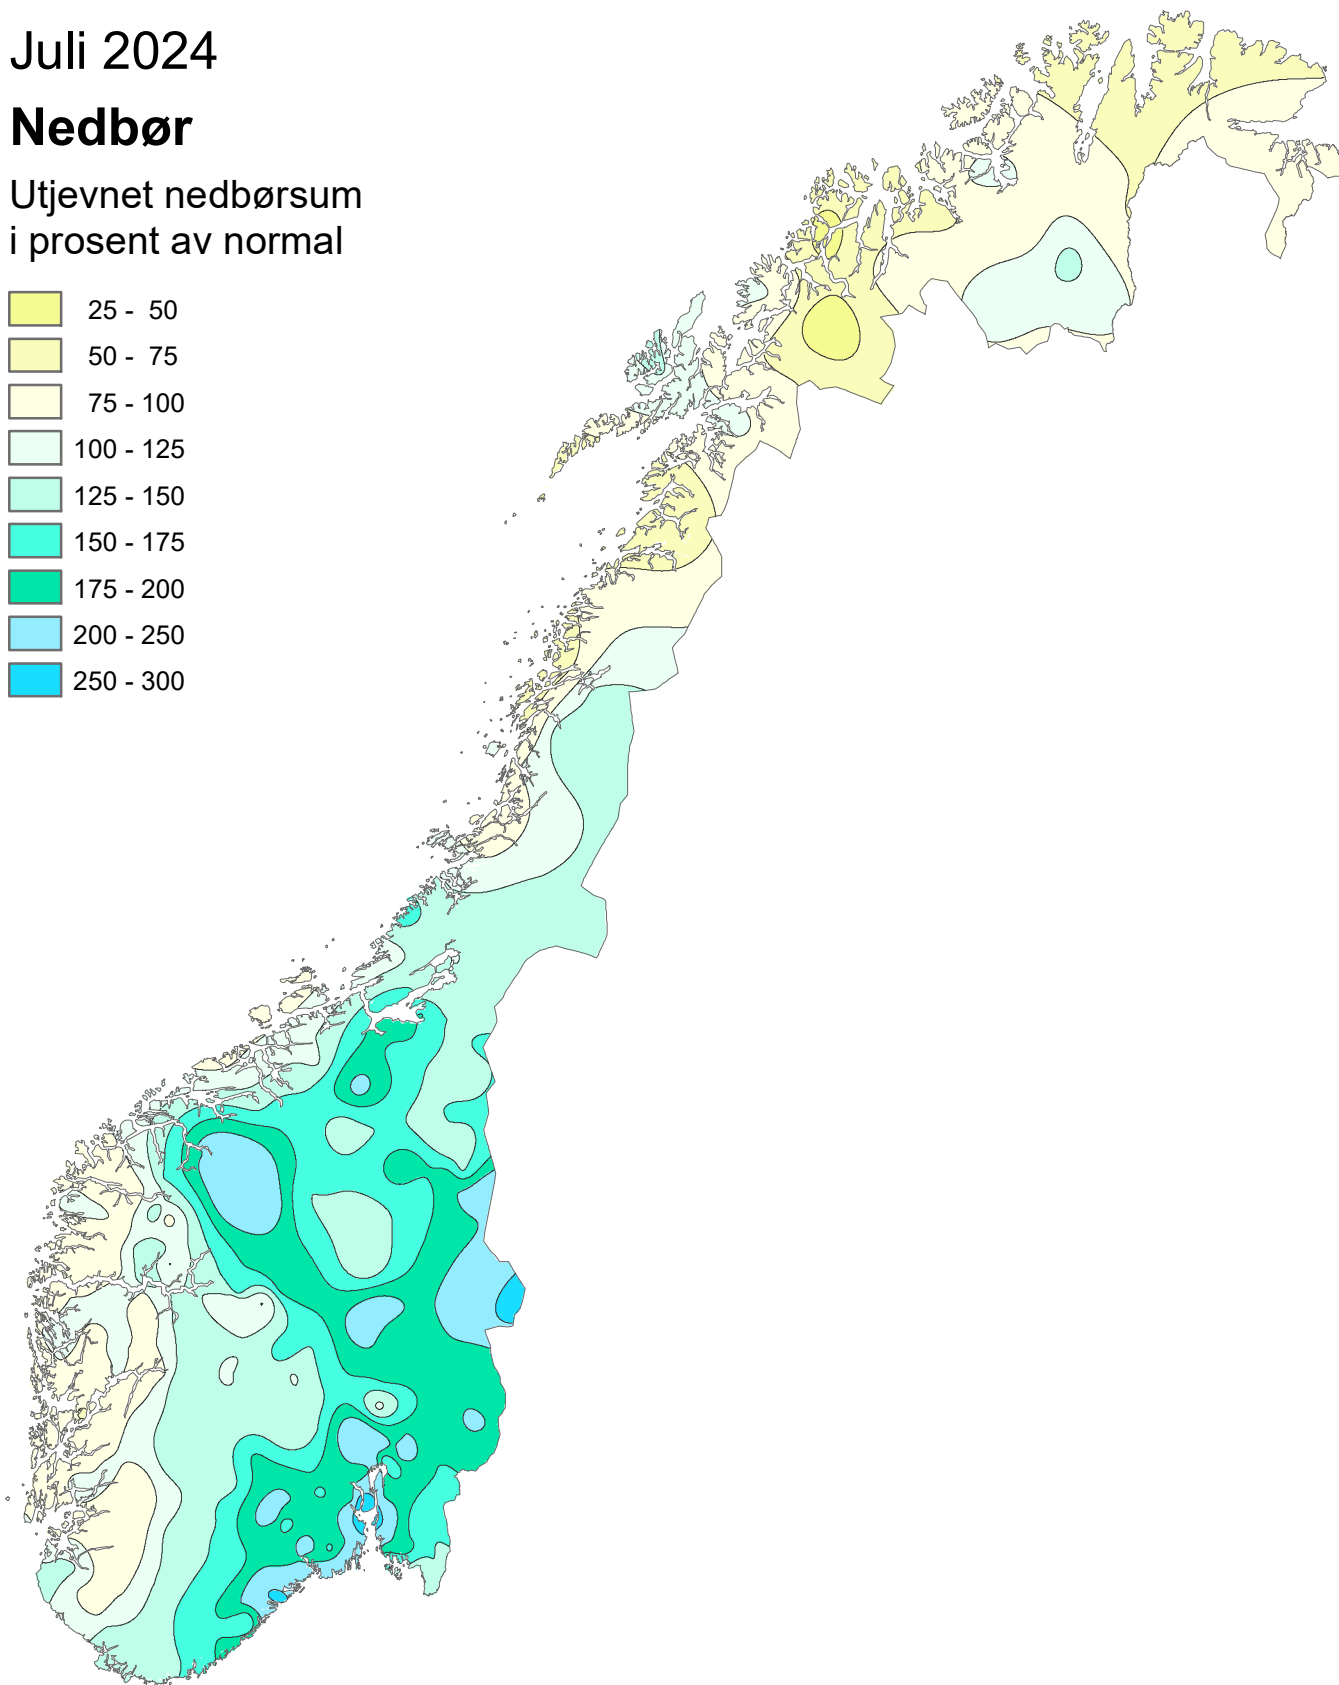 Juli 2024
Nedbør
Utjevnet nedbørsum
i prosent av normal
25 - 50
50 - 75
75 - 100
100 - 125
125 - 150
150 - 175
175 - 200
200 - 250
250 - 300